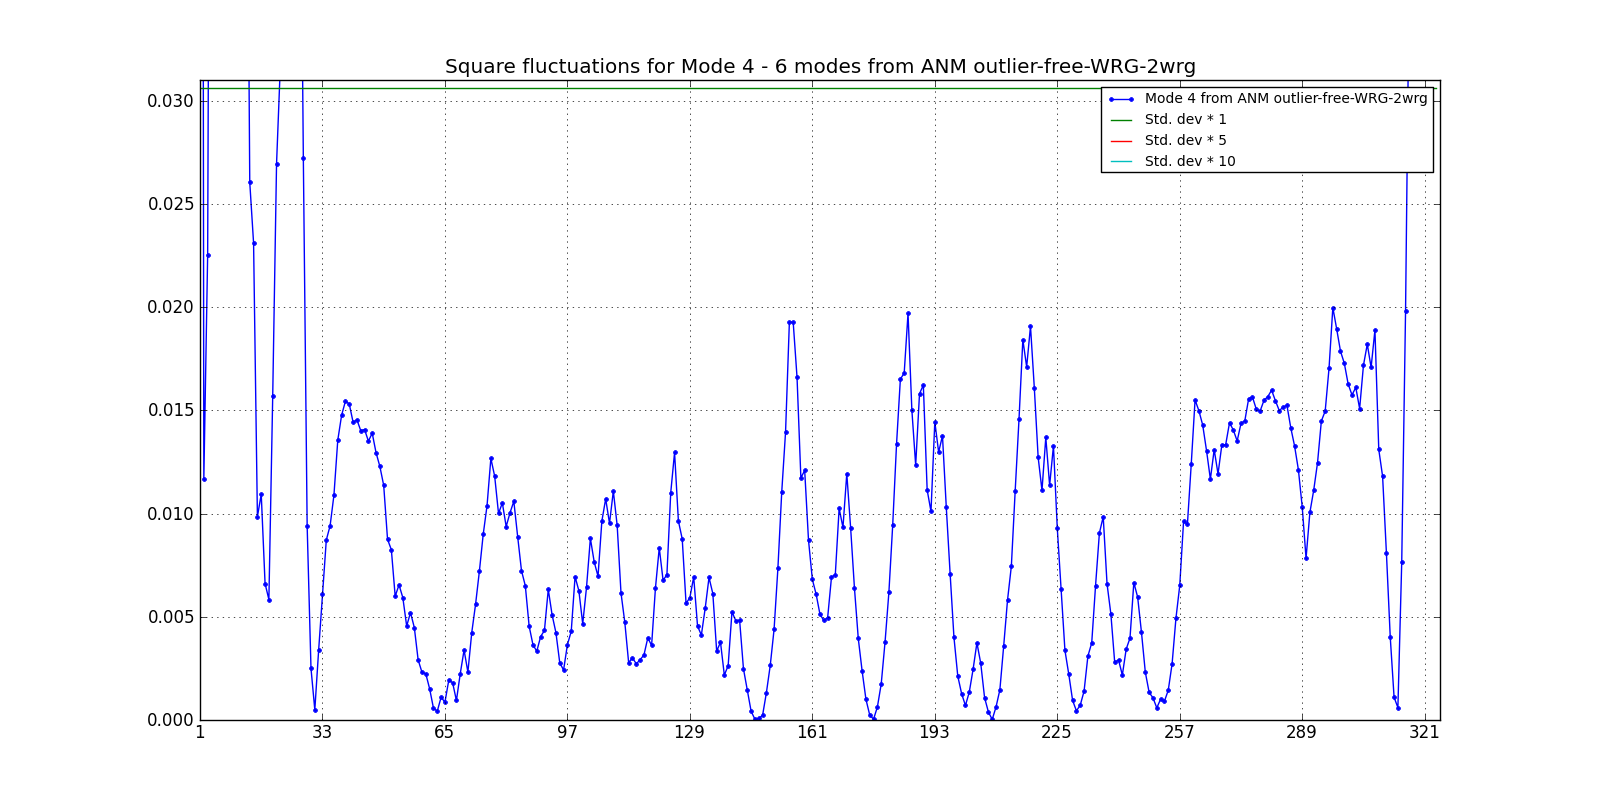 Square fluctuations for Mode 4 - 6 modes from ANM outlier-free-WRG-2wrg
0.030
0.025
0.020
0.015
0.010
0.005
0.000
Mode 4 from ANM outlier-free-WRG-2wrg
Std. dev * 1
Std. dev * 5
Std. dev * 10
1 33 65 97 129 161 193 225 257 289 321